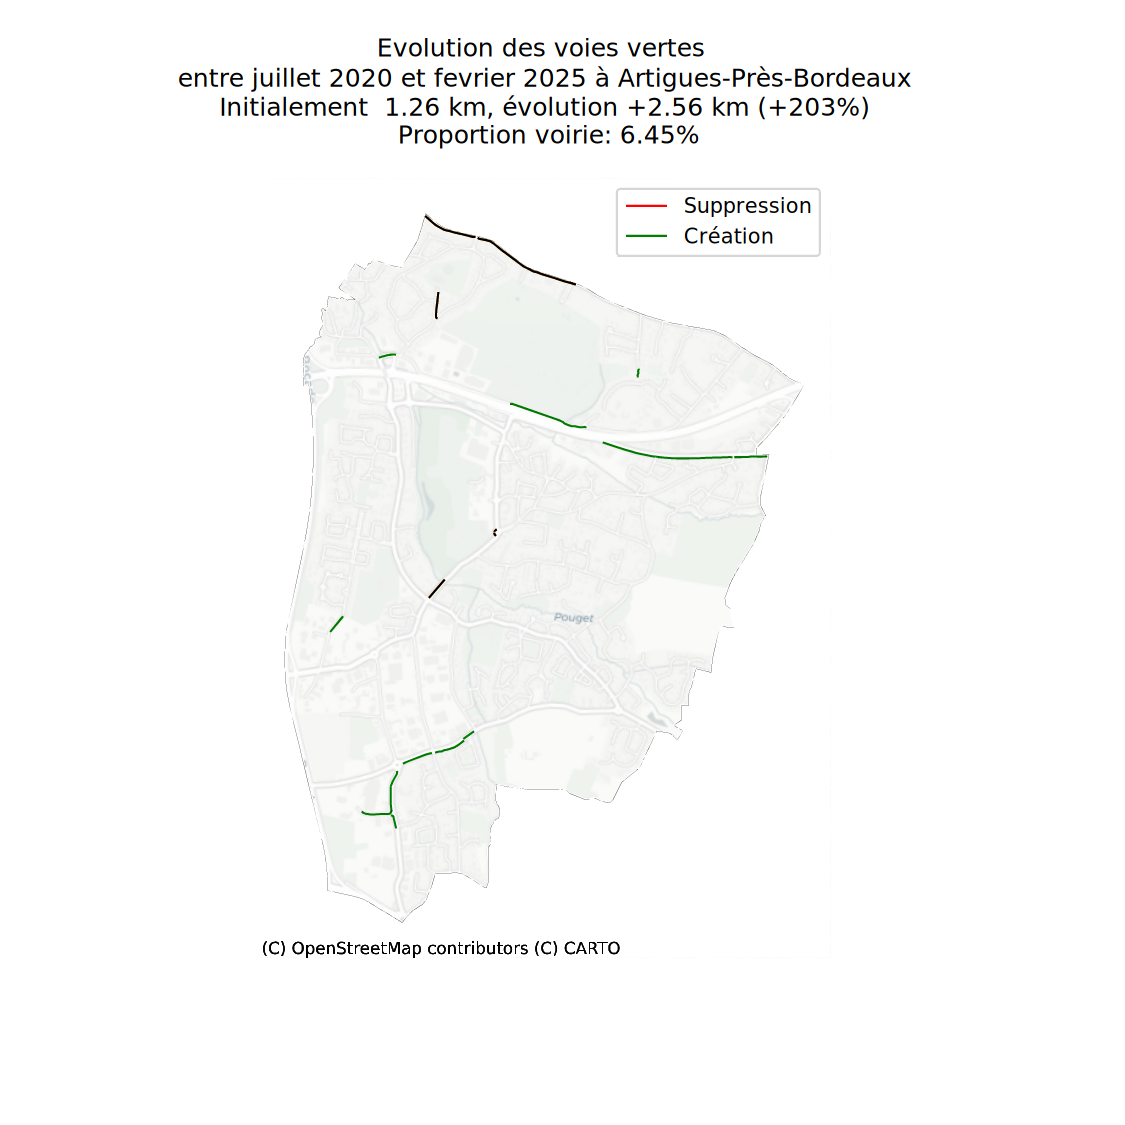 Evolution des voies vertes
entre juillet 2020 et fevrier 2025 à Artigues-Près-Bordeaux
Initialement  1.26 km, évolution +2.56 km (+203%)
Proportion voirie: 6.45%
Suppression
Création
Pouget
(C) OpenStreetMap contributors (C) CARTO